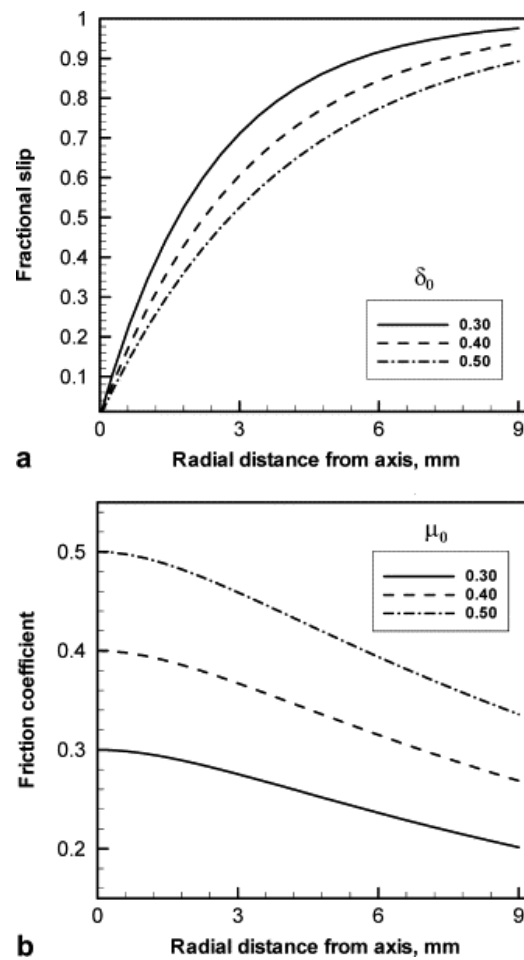 1
0.9
0.8
0.7
0.6
0.5
0.4
0.3
0.2
0.1
Fractional slip
δ₀
0.30
0.40
0.50
0 3 6 9
a Radial distance from axis, mm
0.5
0.4
0.3
0.2
Friction coefficient
μ₀
0.30
0.40
0.50
0 3 6 9
b Radial distance from axis, mm